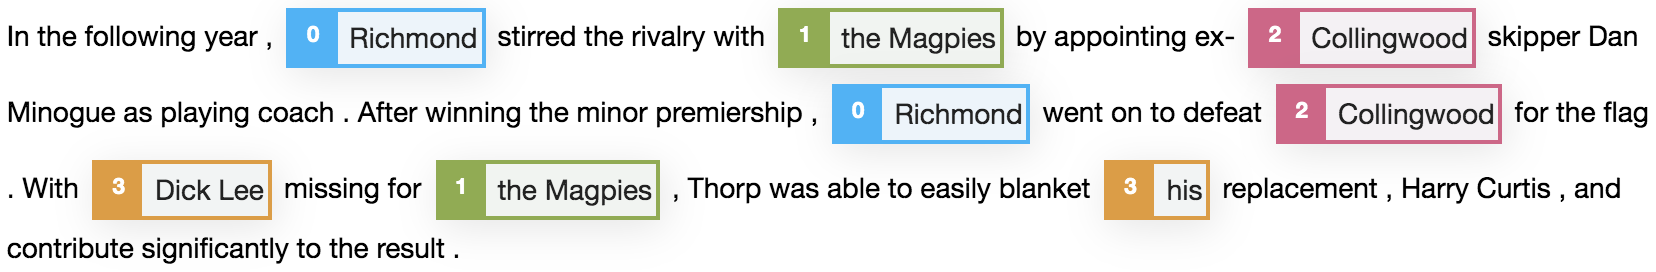 In the following year , 0 Richmond stirred the rivalry with 1 the Magpies by appointing ex- 2 Collingwood skipper Dan
Minogue as playing coach . After winning the minor premiership , 0 Richmond went on to defeat 2 Collingwood for the flag
. With 3 Dick Lee missing for 1 the Magpies , Thorp was able to easily blanket 3 his replacement , Harry Curtis , and
contribute significantly to the result .